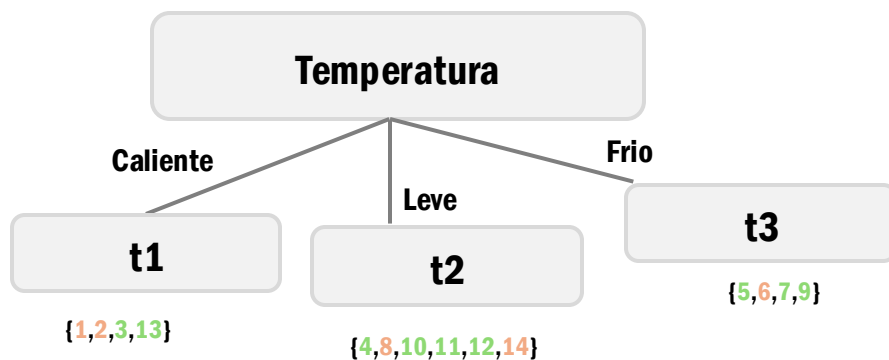 Temperatura
Caliente
Leve
Frio
t1
t2
t3
{1,2,3,13}
{4,8,10,11,12,14}
{5,6,7,9}